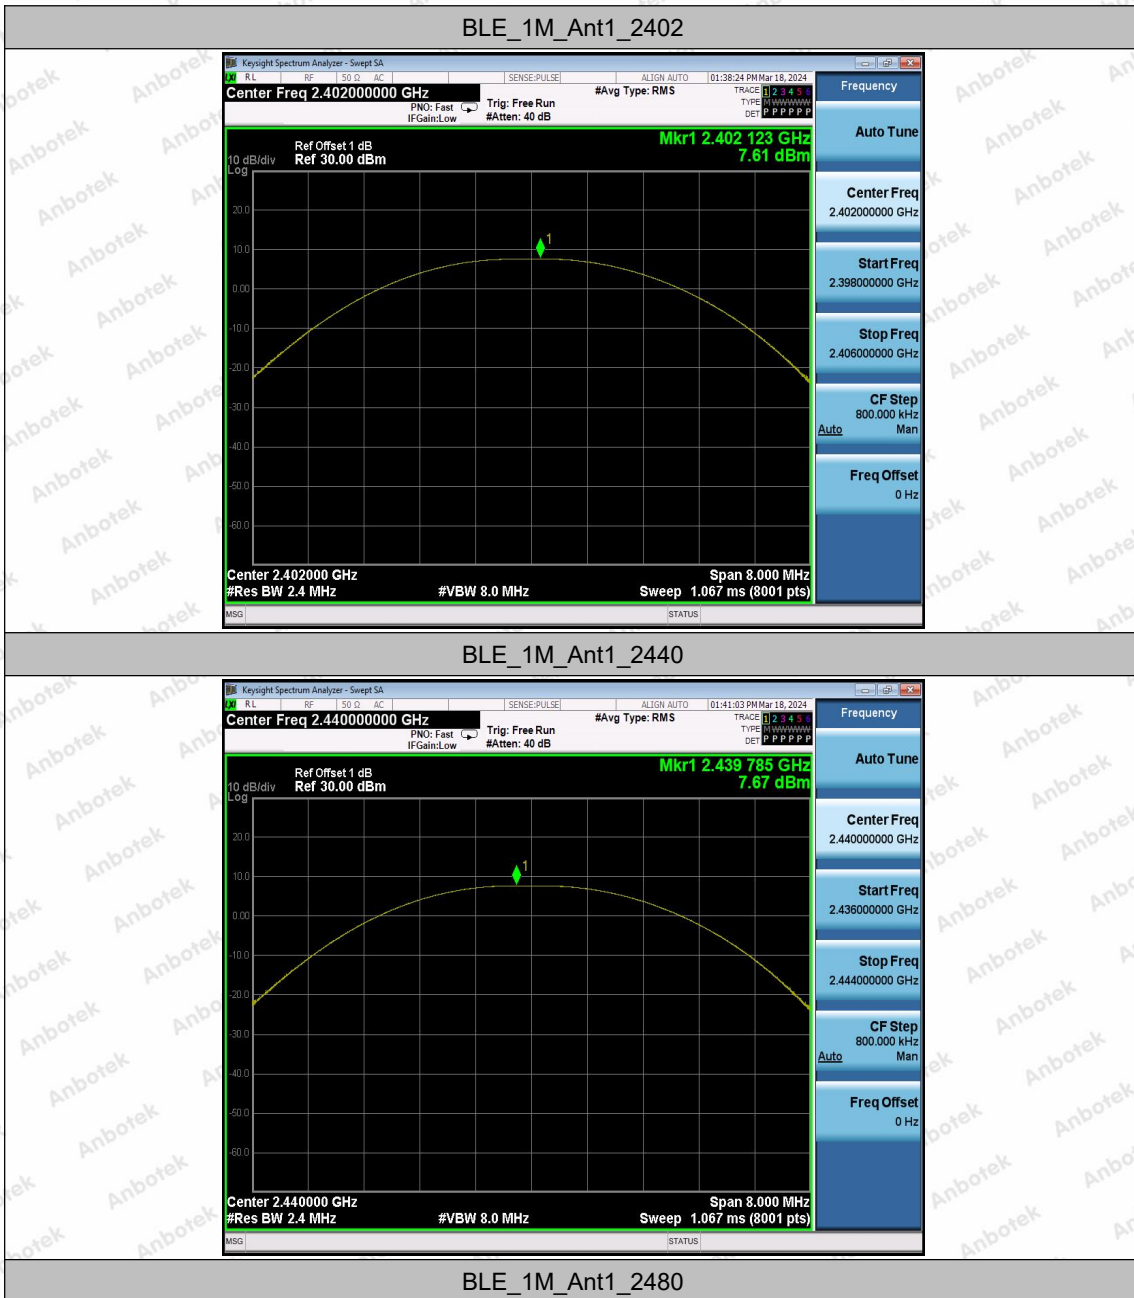 BLE_1M_Ant1_2402
Keysight Spectrum Analyzer - Swept SA
LXI RL RF 50 Ω AC SENSE:PULSE ALIGN AUTO 01:38:24 PM Mar 18, 2024
Center Freq 2.402000000 GHz
PNO: Fast
IFGain:Low
Trig: Free Run
#Atten: 40 dB
#Avg Type: RMS
TRACE 1 2 3 4 5 6
TYPE M WWWWW
DET P P P P P P
Mkr1 2.402 123 GHz
7.61 dBm
Ref Offset 1 dB
10 dB/div Ref 30.00 dBm
Log
1
20.0
10.0
0.00
-10.0
-20.0
-30.0
-40.0
-50.0
-60.0
Center 2.402000 GHz Span 8.000 MHz
#Res BW 2.4 MHz #VBW 8.0 MHz Sweep 1.067 ms (8001 pts)
MSG STATUS
Frequency
Auto Tune
Center Freq
2.402000000 GHz
Start Freq
2.398000000 GHz
Stop Freq
2.406000000 GHz
CF Step
800.000 kHz
Auto Man
Freq Offset
0 Hz
BLE_1M_Ant1_2440
Keysight Spectrum Analyzer - Swept SA
LXI RL RF 50 Ω AC SENSE:PULSE ALIGN AUTO 01:41:03 PM Mar 18, 2024
Center Freq 2.440000000 GHz
PNO: Fast
IFGain:Low
Trig: Free Run
#Atten: 40 dB
#Avg Type: RMS
TRACE 1 2 3 4 5 6
TYPE M WWWWW
DET P P P P P P
Mkr1 2.439 785 GHz
7.67 dBm
Ref Offset 1 dB
10 dB/div Ref 30.00 dBm
Log
1
20.0
10.0
0.00
-10.0
-20.0
-30.0
-40.0
-50.0
-60.0
Center 2.440000 GHz Span 8.000 MHz
#Res BW 2.4 MHz #VBW 8.0 MHz Sweep 1.067 ms (8001 pts)
MSG STATUS
Frequency
Auto Tune
Center Freq
2.440000000 GHz
Start Freq
2.436000000 GHz
Stop Freq
2.444000000 GHz
CF Step
800.000 kHz
Auto Man
Freq Offset
0 Hz
BLE_1M_Ant1_2480
Anbotek